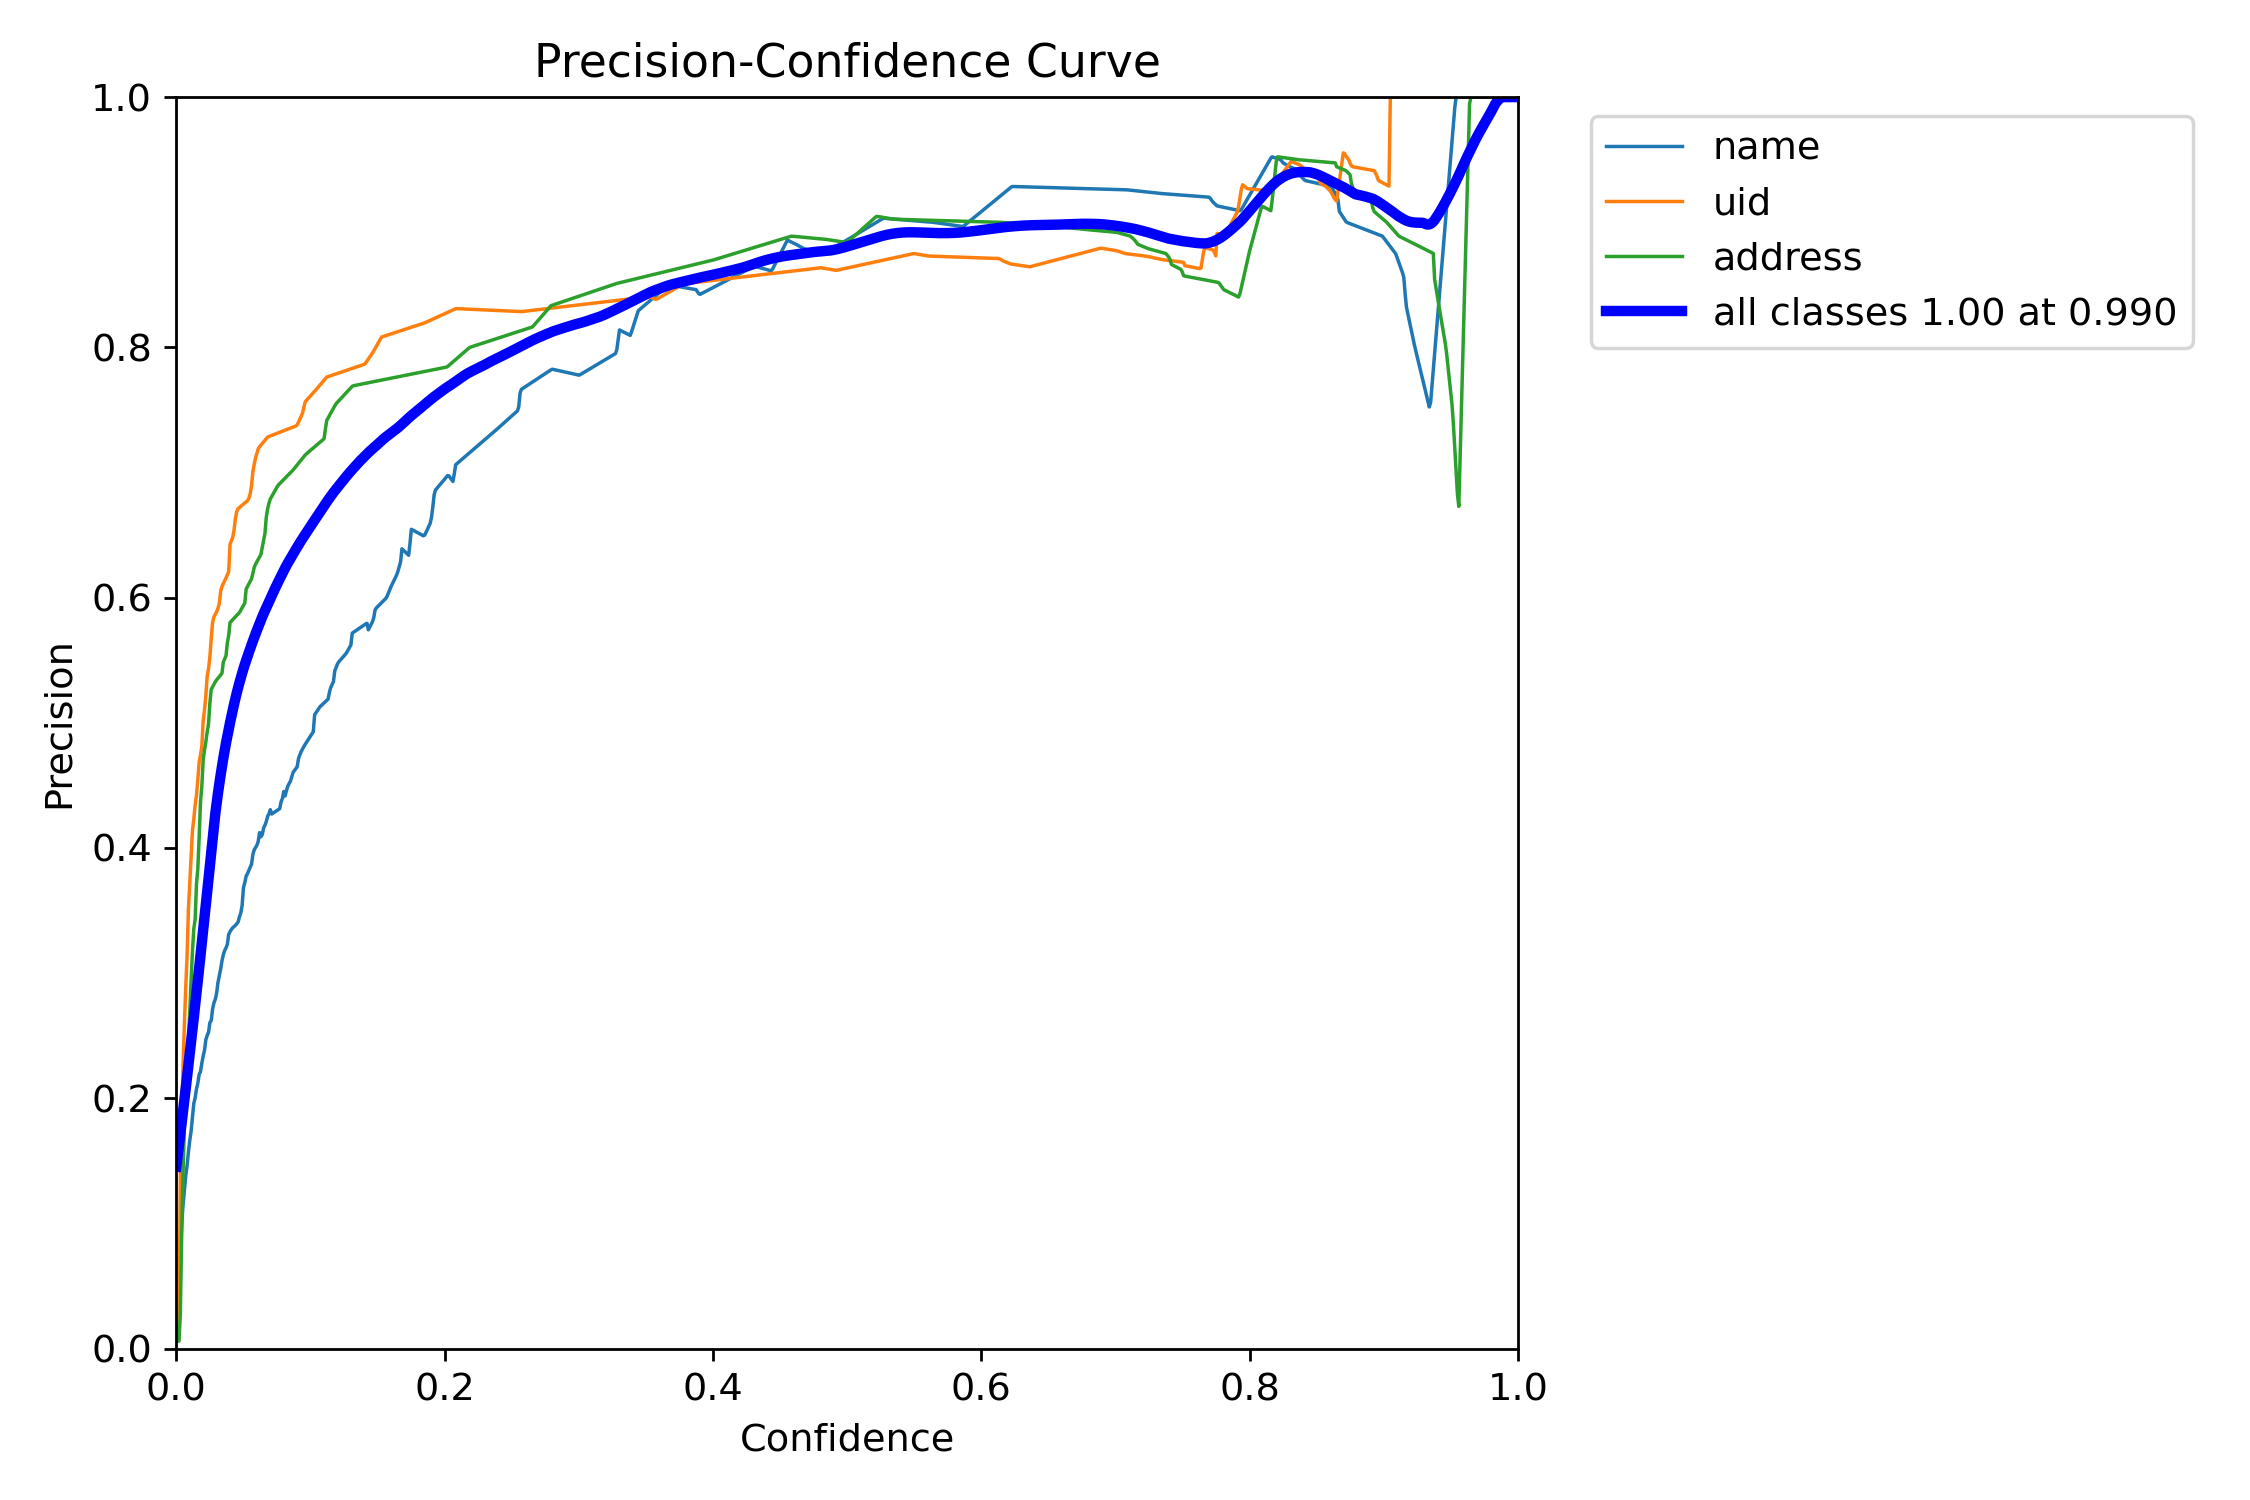 Precision-Confidence Curve
1.0
0.8
0.6
0.4
0.2
0.0
Precision
0.0 0.2 0.4 0.6 0.8 1.0
Confidence
name
uid
address
all classes 1.00 at 0.990